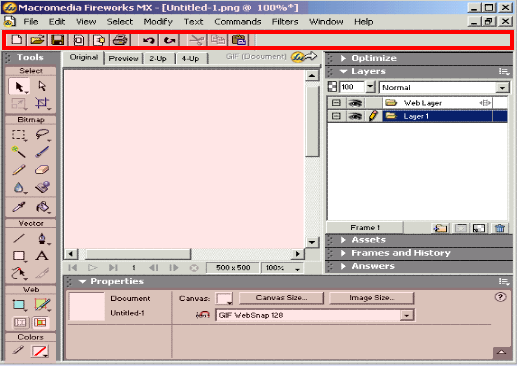 Macromedia Fireworks MX - [Untitled-1.png @ 100%*]
File Edit View Select Modify Text Commands Filters Window Help
Tools
Select
Bitmap
Vector
Web
Colors
Original Preview 2-Up 4-Up GIF (Document)
1 500 x 500 100%
Optimize
Layers
100 Normal
Web Layer
Layer 1
Frame 1
Assets
Frames and History
Answers
Properties
Document Canvas: Canvas Size... Image Size...
Untitled-1 GIF WebSnap 128